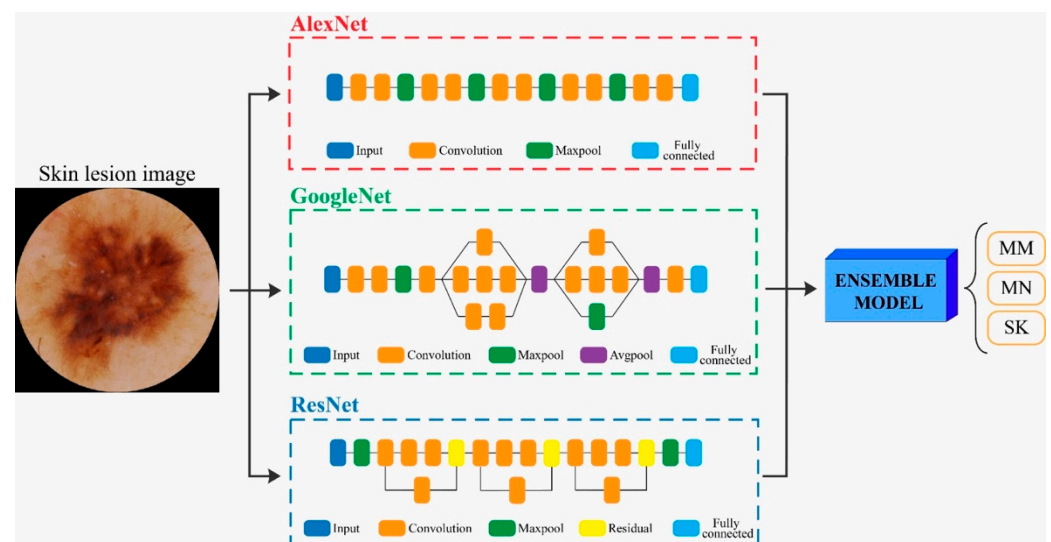 AlexNet
Input
Convolution
Maxpool
Fully
connected
Skin lesion image
GoogleNet
Input
Convolution
Maxpool
Avgpool
Fully
connected
ResNet
Input
Convolution
Maxpool
Residual
Fully
connected
ENSEMBLE
MODEL
MM
MN
SK